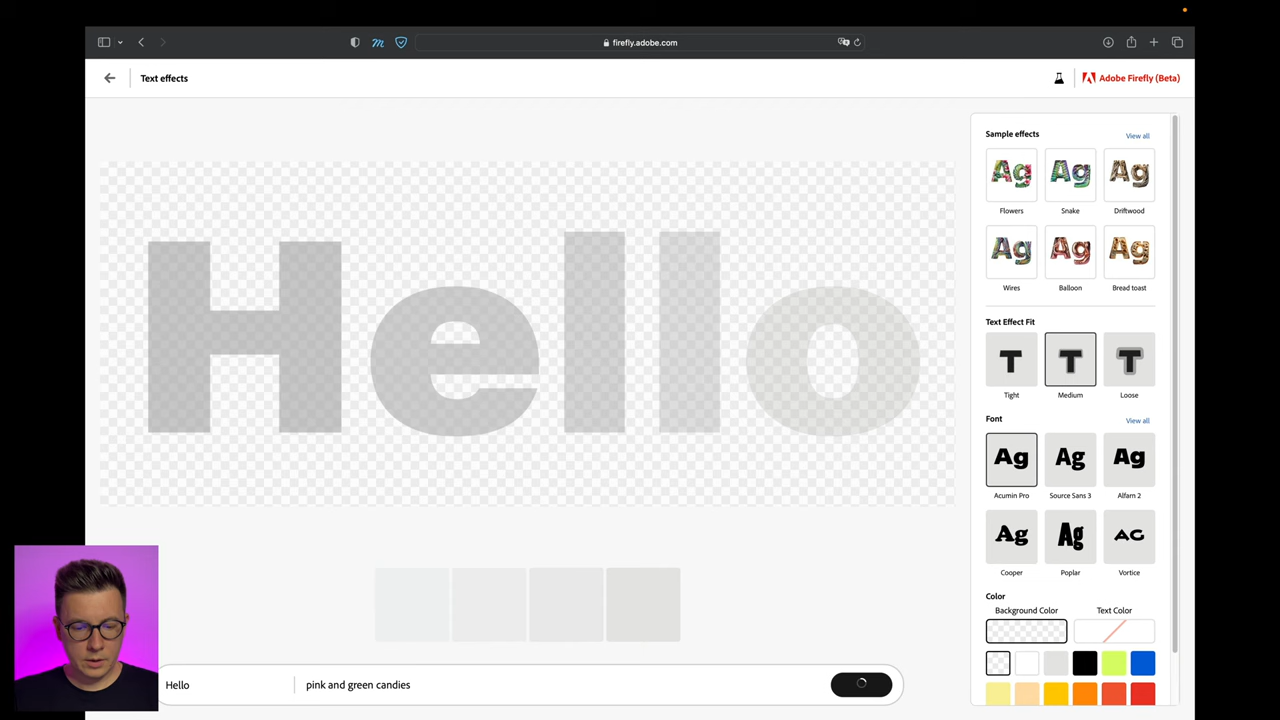 firefly.adobe.com
Text effects
Adobe Firefly (Beta)
Sample effects
View all
Ag Ag Ag
Flowers Snake Driftwood
Ag Ag Ag
Wires Balloon Bread toast
Hello
Text Effect Fit
T T T
Tight Medium Loose
Font
View all
Ag Ag Ag
Acumin Pro Source Sans 3 Alfarn 2
Ag Ag AG
Cooper Poplar Vortice
Color
Background Color Text Color
Hello
pink and green candies